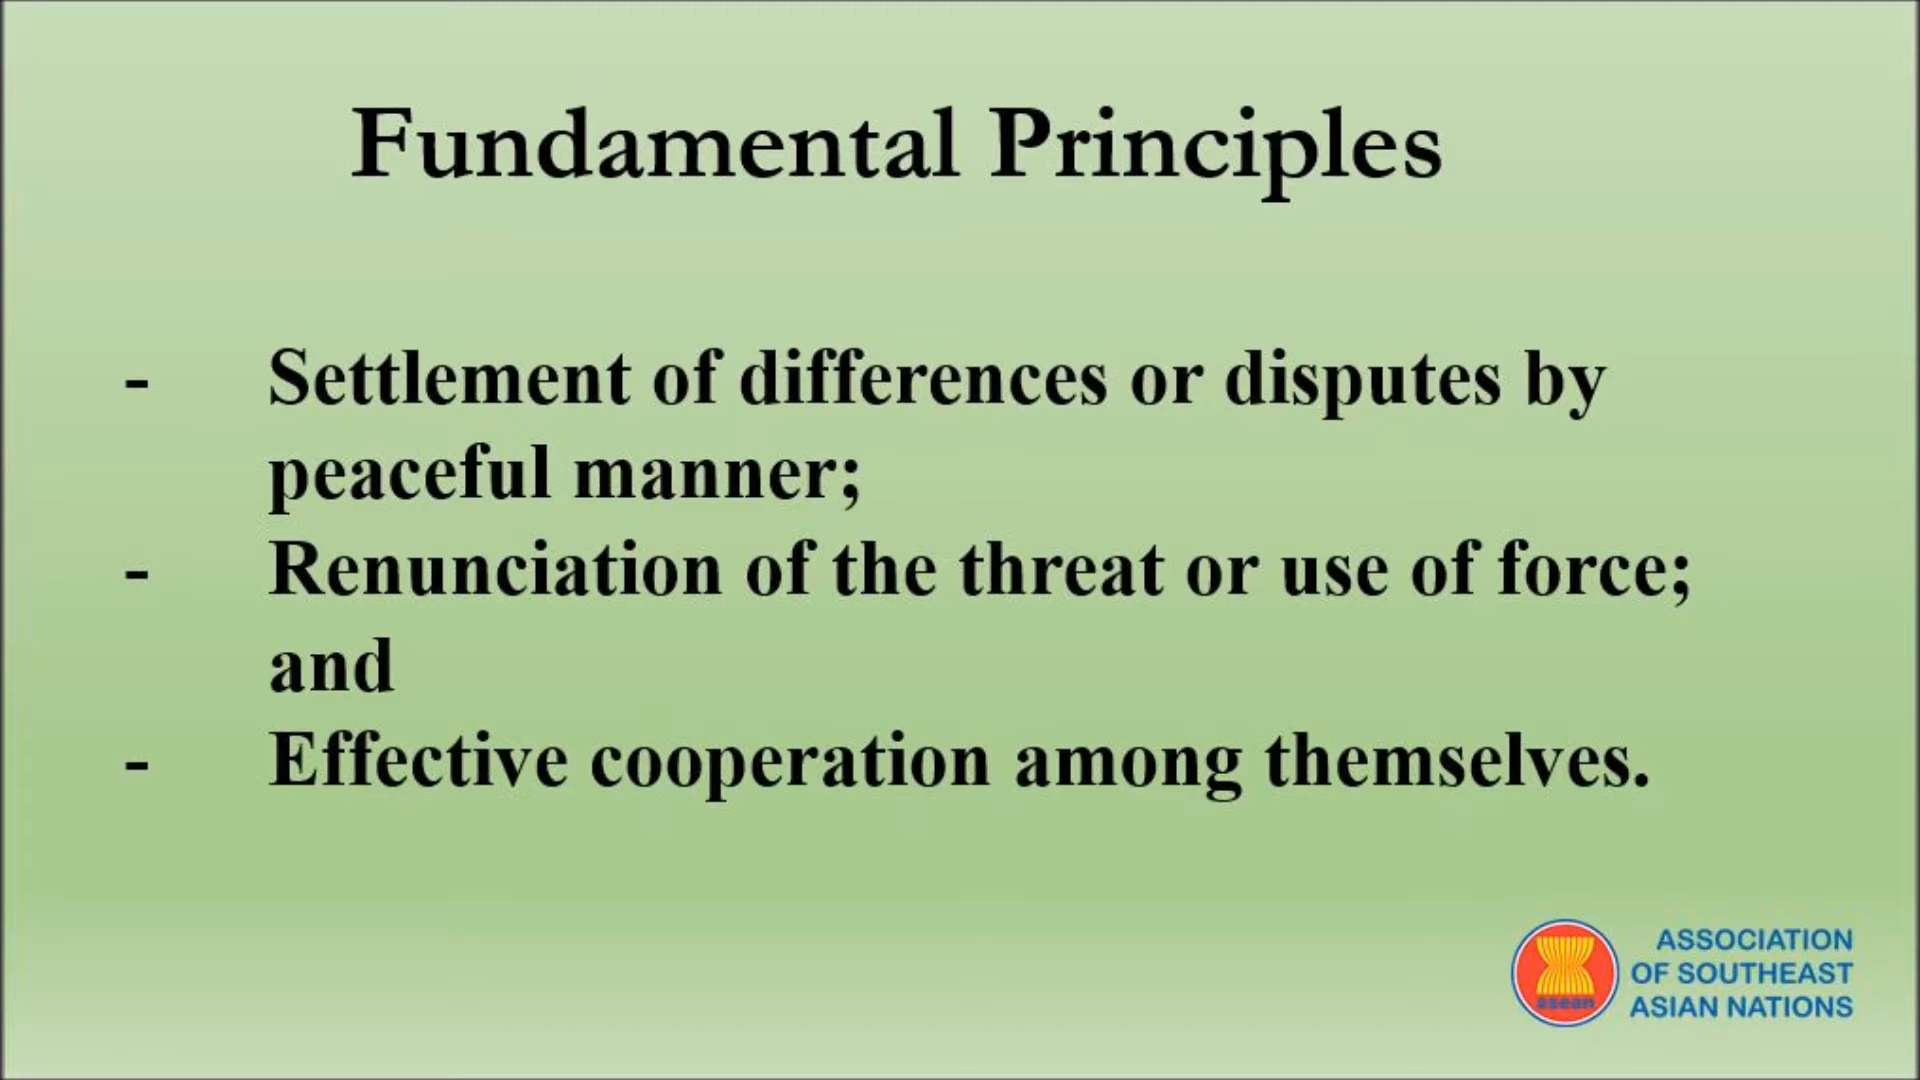 Fundamental Principles
- Settlement of differences or disputes by
peaceful manner;
- Renunciation of the threat or use of force;
and
- Effective cooperation among themselves.
asean
ASSOCIATION
OF SOUTHEAST
ASIAN NATIONS